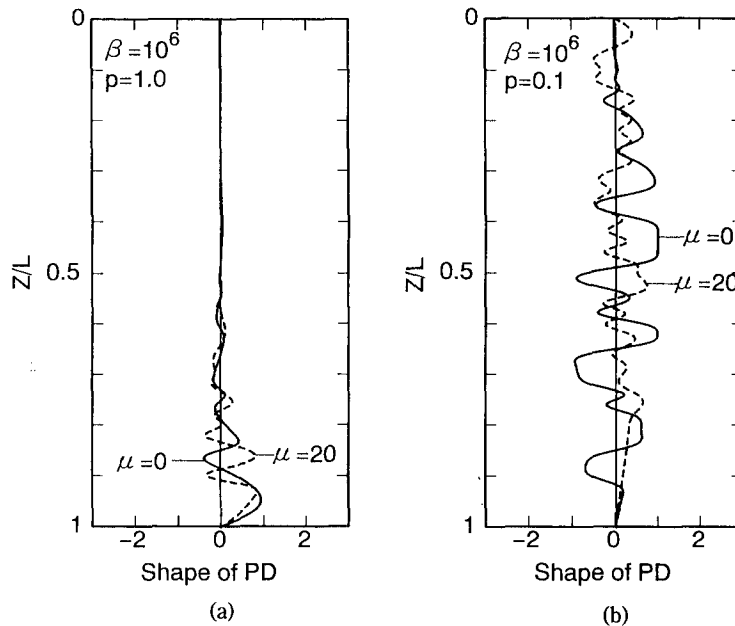 0
β=10⁶
p=1.0
Z/L
0.5
μ=0
μ=20
1
−2
0
2
Shape of PD
(a)
0
β=10⁶
p=0.1
Z/L
0.5
μ=0
μ=20
1
−2
0
2
Shape of PD
(b)